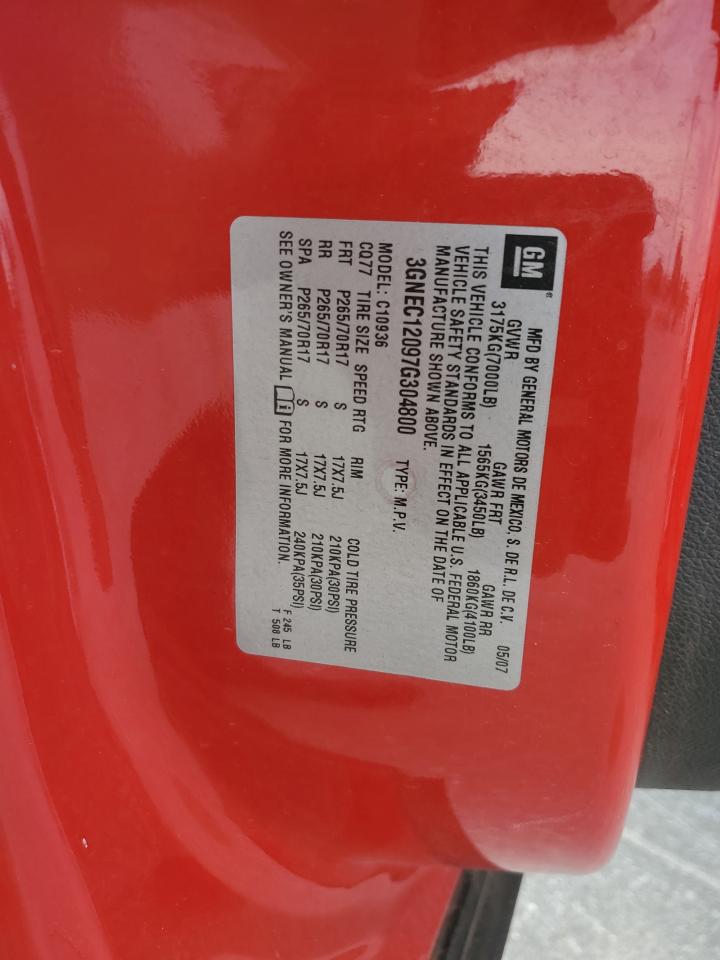 GM®
MFD BY GENERAL MOTORS DE MEXICO, S. DE R.L. DE C.V.
05/07
GVWR GAWR FRT GAWR RR
3175KG(7000LB) 1565KG(3450LB) 1860KG(4100LB)
THIS VEHICLE CONFORMS TO ALL APPLICABLE U.S. FEDERAL MOTOR
VEHICLE SAFETY STANDARDS IN EFFECT ON THE DATE OF
MANUFACTURE SHOWN ABOVE.
3GNEC12097G304800 TYPE: M.P.V.
MODEL: C10936
CQ77 TIRE SIZE SPEED RTG RIM COLD TIRE PRESSURE
FRT P265/70R17 S 17X7.5J 210KPA(30PSI)
RR P265/70R17 S 17X7.5J 210KPA(30PSI)
SPA P265/70R17 S 17X7.5J 240KPA(35PSI)
SEE OWNER'S MANUAL i FOR MORE INFORMATION.
F 245 LB
T 508 LB